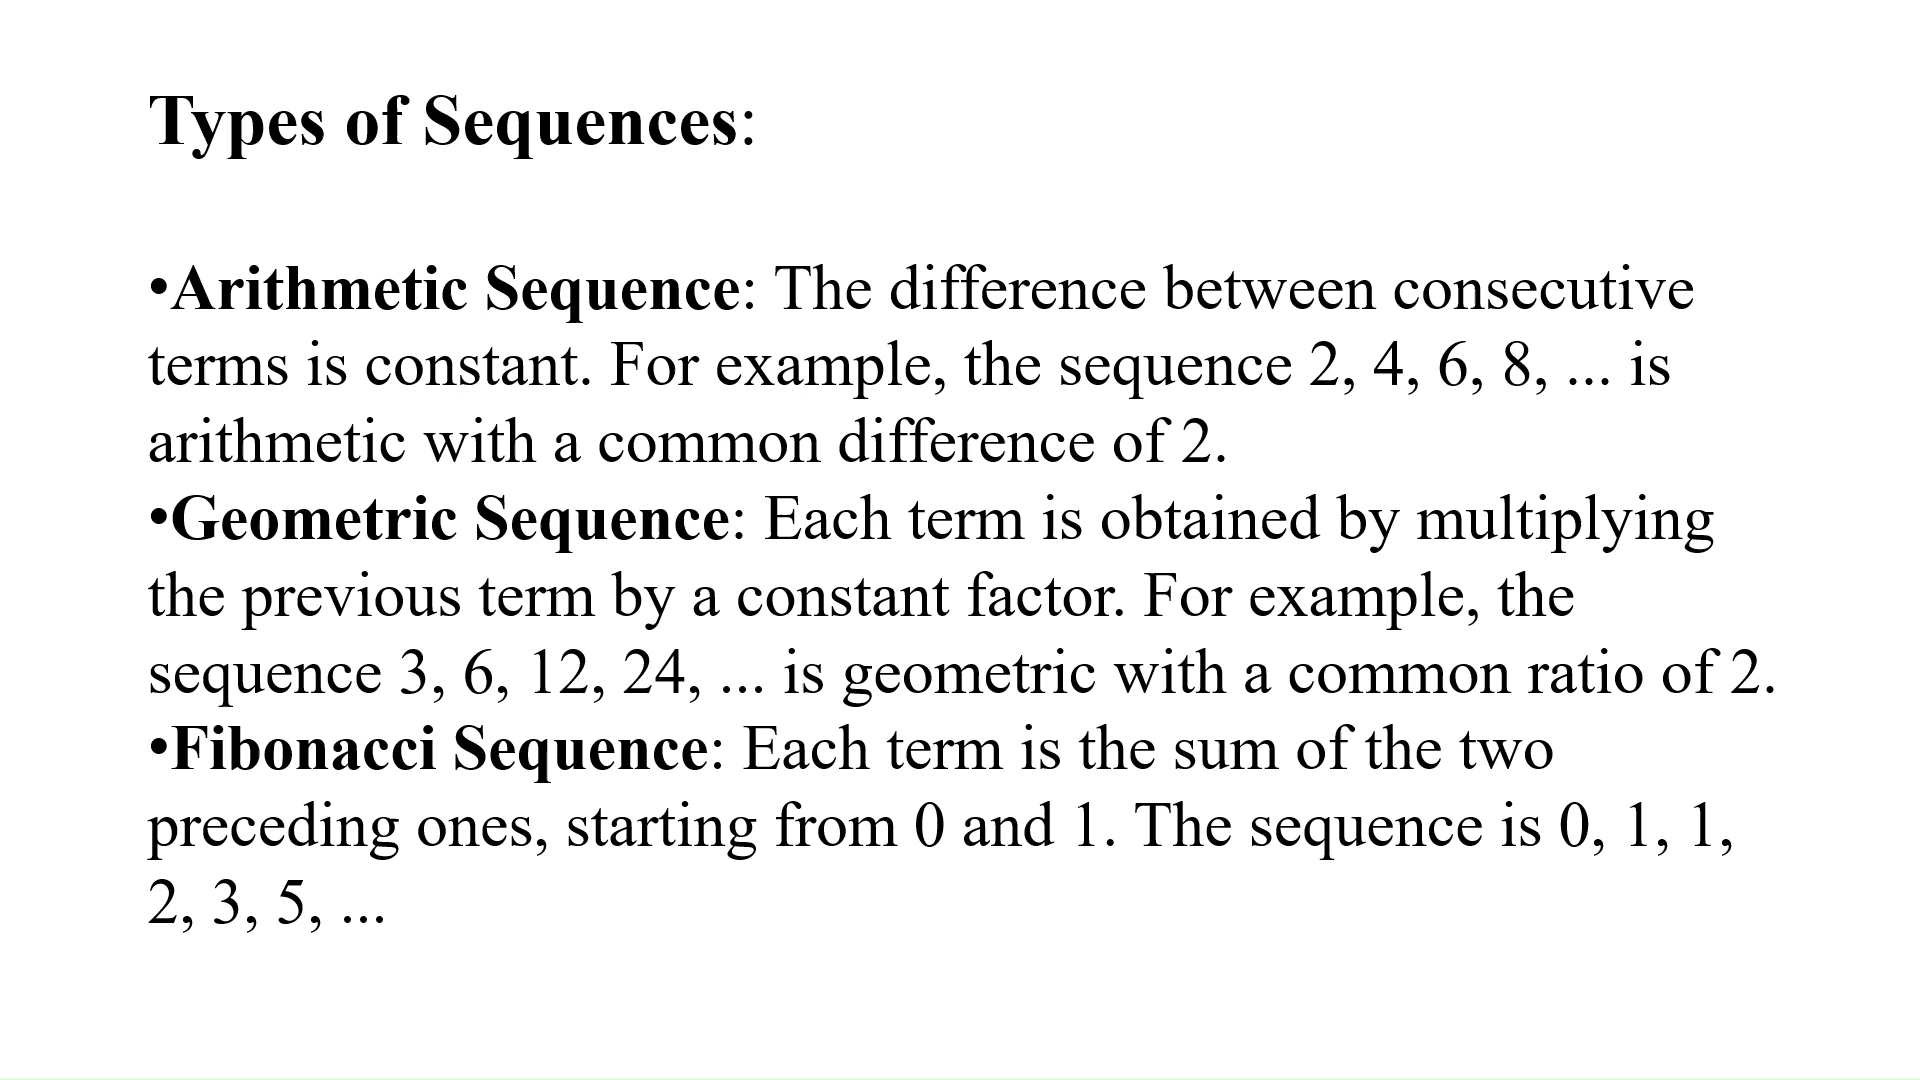 Types of Sequences:
•Arithmetic Sequence: The difference between consecutive
terms is constant. For example, the sequence 2, 4, 6, 8, ... is
arithmetic with a common difference of 2.
•Geometric Sequence: Each term is obtained by multiplying
the previous term by a constant factor. For example, the
sequence 3, 6, 12, 24, ... is geometric with a common ratio of 2.
•Fibonacci Sequence: Each term is the sum of the two
preceding ones, starting from 0 and 1. The sequence is 0, 1, 1,
2, 3, 5, ...